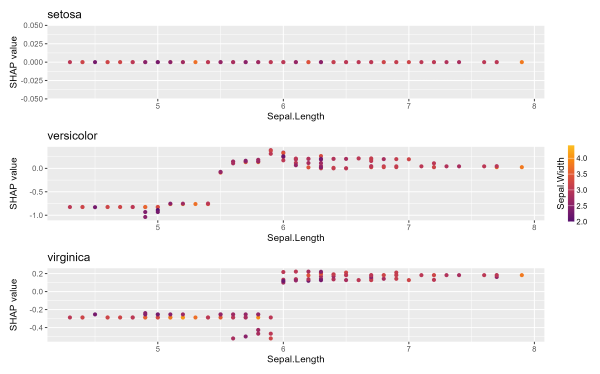 setosa
0.050
0.025
0.000
-0.025
-0.050
SHAP value
5
6
7
8
Sepal.Length
versicolor
0.0
-0.5
-1.0
SHAP value
5
6
7
8
Sepal.Length
virginica
0.2
0.0
-0.2
-0.4
SHAP value
5
6
7
8
Sepal.Length
Sepal.Width
4.0
3.5
3.0
2.5
2.0